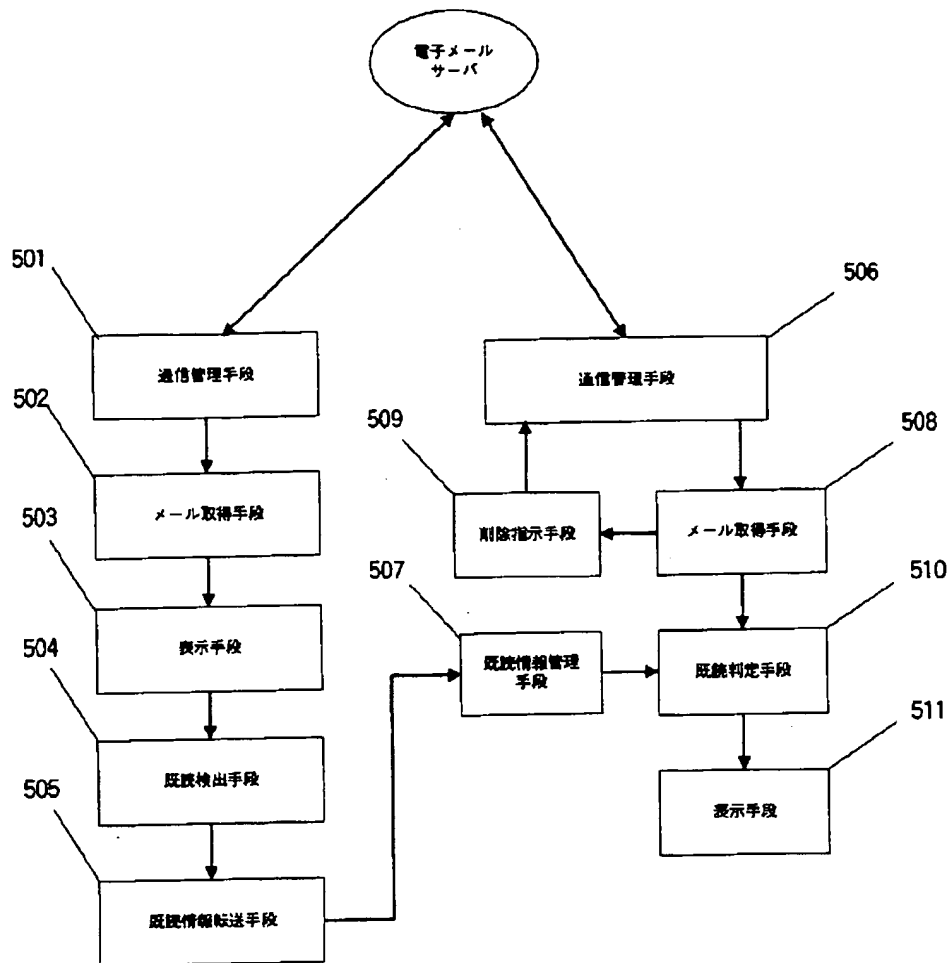 電子メール
サーバ
501
通信管理手段
506
通信管理手段
502
メール取得手段
509
削除指示手段
508
メール取得手段
503
表示手段
507
既読情報管理
手段
510
既読判定手段
504
既読検出手段
511
表示手段
505
既読情報転送手段